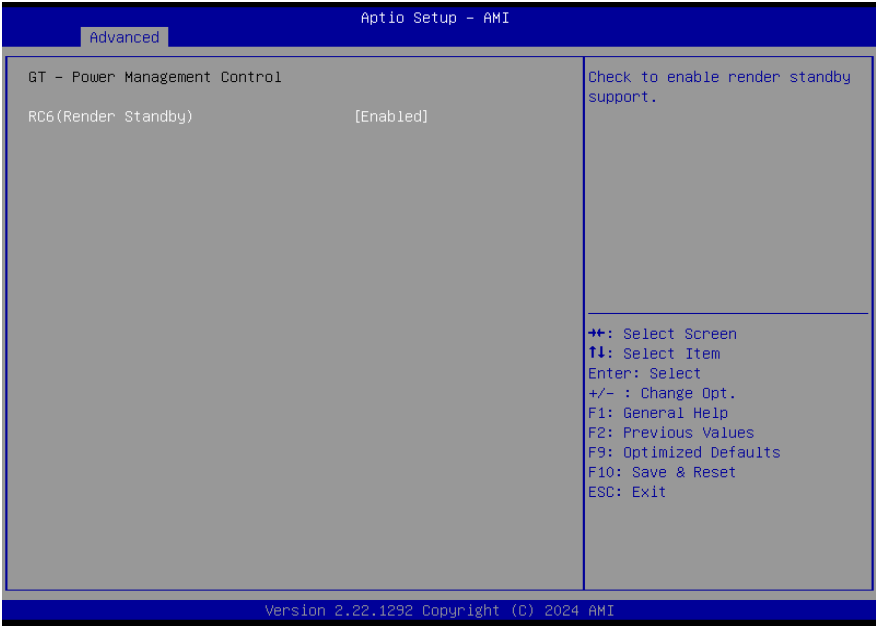 Aptio Setup – AMI
Advanced
GT – Power Management Control
RC6(Render Standby) [Enabled]
Check to enable render standby
support.
→←: Select Screen
↑↓: Select Item
Enter: Select
+/- : Change Opt.
F1: General Help
F2: Previous Values
F9: Optimized Defaults
F10: Save & Reset
ESC: Exit
Version 2.22.1292 Copyright (C) 2024 AMI